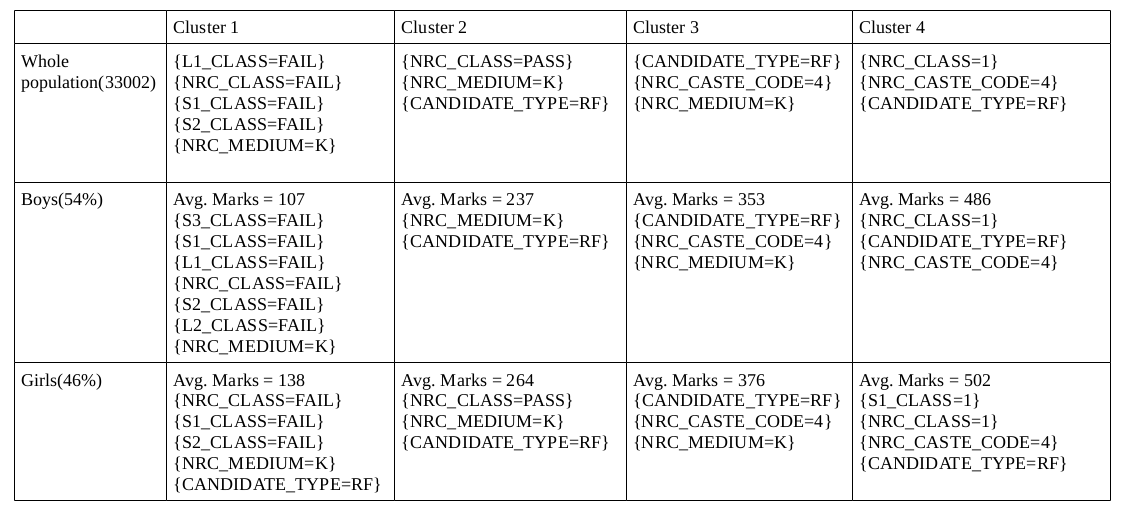 Cluster 1
Cluster 2
Cluster 3
Cluster 4
Whole
population(33002)
{L1_CLASS=FAIL}
{NRC_CLASS=FAIL}
{S1_CLASS=FAIL}
{S2_CLASS=FAIL}
{NRC_MEDIUM=K}
{NRC_CLASS=PASS}
{NRC_MEDIUM=K}
{CANDIDATE_TYPE=RF}
{CANDIDATE_TYPE=RF}
{NRC_CASTE_CODE=4}
{NRC_MEDIUM=K}
{NRC_CLASS=1}
{NRC_CASTE_CODE=4}
{CANDIDATE_TYPE=RF}
Boys(54%)
Avg. Marks = 107
{S3_CLASS=FAIL}
{S1_CLASS=FAIL}
{L1_CLASS=FAIL}
{NRC_CLASS=FAIL}
{S2_CLASS=FAIL}
{L2_CLASS=FAIL}
{NRC_MEDIUM=K}
Avg. Marks = 237
{NRC_MEDIUM=K}
{CANDIDATE_TYPE=RF}
Avg. Marks = 353
{CANDIDATE_TYPE=RF}
{NRC_CASTE_CODE=4}
{NRC_MEDIUM=K}
Avg. Marks = 486
{NRC_CLASS=1}
{CANDIDATE_TYPE=RF}
{NRC_CASTE_CODE=4}
Girls(46%)
Avg. Marks = 138
{NRC_CLASS=FAIL}
{S1_CLASS=FAIL}
{S2_CLASS=FAIL}
{NRC_MEDIUM=K}
{CANDIDATE_TYPE=RF}
Avg. Marks = 264
{NRC_CLASS=PASS}
{NRC_MEDIUM=K}
{CANDIDATE_TYPE=RF}
Avg. Marks = 376
{CANDIDATE_TYPE=RF}
{NRC_CASTE_CODE=4}
{NRC_MEDIUM=K}
Avg. Marks = 502
{S1_CLASS=1}
{NRC_CLASS=1}
{NRC_CASTE_CODE=4}
{CANDIDATE_TYPE=RF}